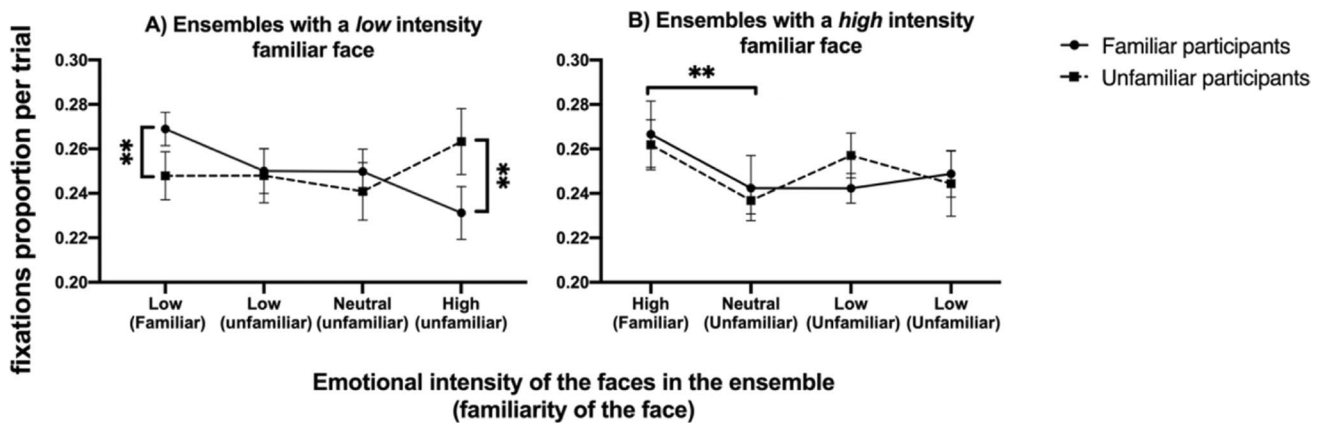 A) Ensembles with a low intensity
familiar face
B) Ensembles with a high intensity
familiar face
Familiar participants
Unfamiliar participants
fixations proportion per trial
0.30
0.28
0.26
0.24
0.22
0.20
**
**
Low
(Familiar)
Low
(unfamiliar)
Neutral
(unfamiliar)
High
(unfamiliar)
0.30
0.28
0.26
0.24
0.22
0.20
**
High
(Familiar)
Neutral
(Unfamiliar)
Low
(Unfamiliar)
Low
(Unfamiliar)
Emotional intensity of the faces in the ensemble
(familiarity of the face)